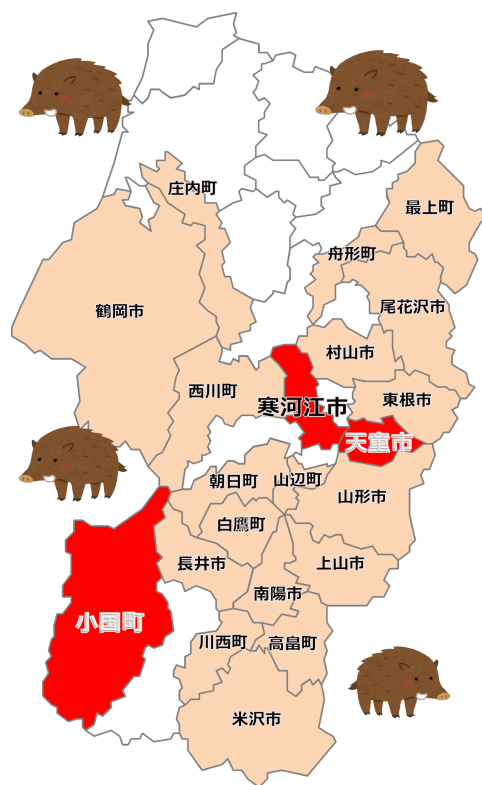 庄内町
最上町
舟形町
鶴岡市
尾花沢市
村山市
西川町
寒河江市
東根市
天童市
朝日町
山辺町
山形市
白鷹町
長井市
上山市
南陽市
小国町
川西町
高畠町
米沢市